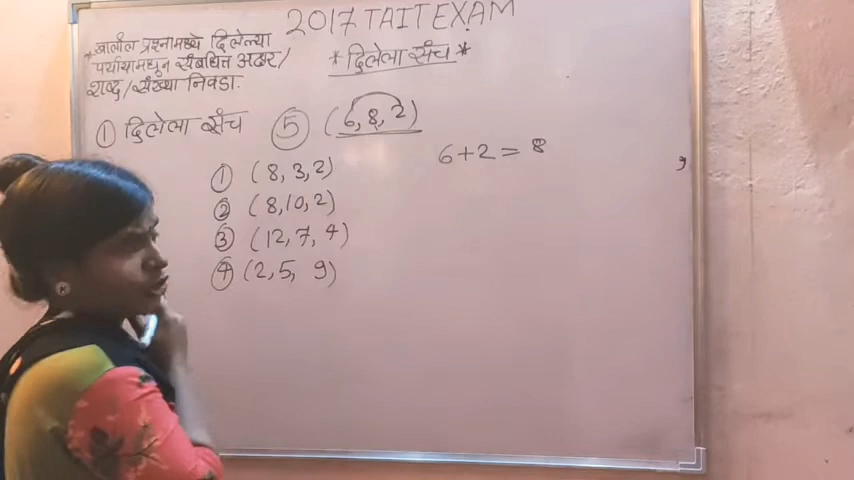 2017 TAIT EXAM
* खालील प्रश्नामध्ये दिलेल्या
पर्यायामधुन संबधित अक्षर/
शब्द/संख्या निवडा.
*दिलेला संच*
① दिलेला संच ⑤ (6, 8, 2)
6+2=8
① (8, 3, 2)
② (8, 10, 2)
③ (12, 7, 4)
④ (2, 5, 9)